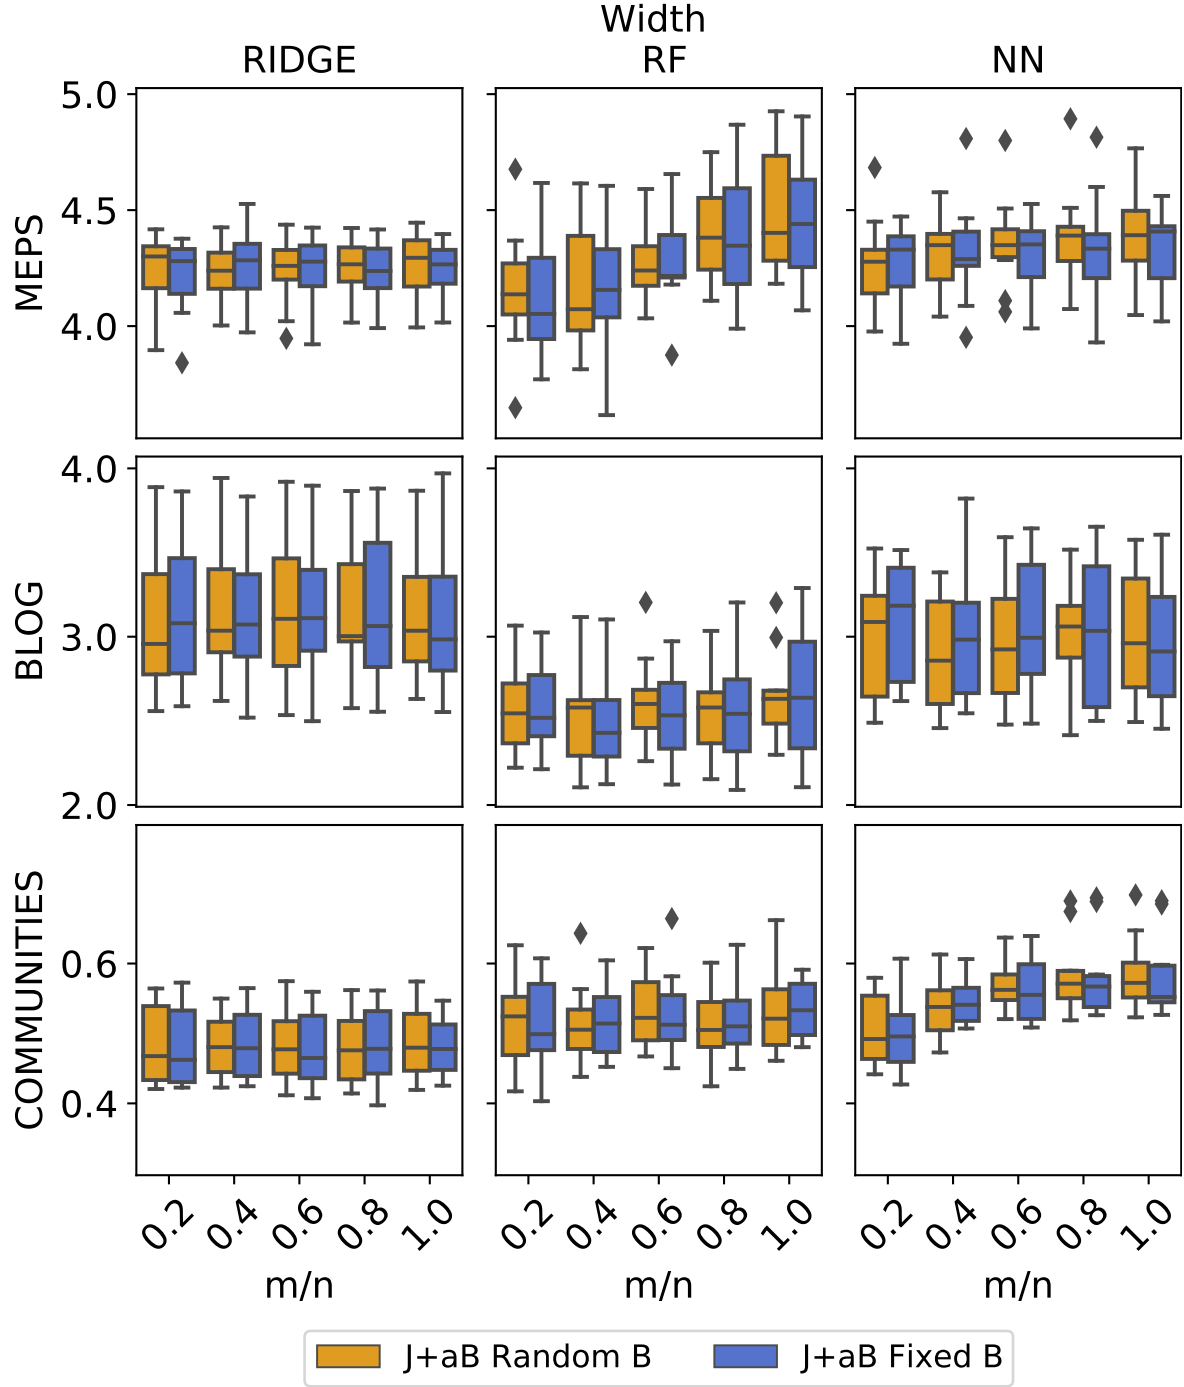 Width
RIDGE RF NN
MEPS
5.0
4.5
4.0
BLOG
4.0
3.0
2.0
COMMUNITIES
0.6
0.4
0.2 0.4 0.6 0.8 1.0 0.2 0.4 0.6 0.8 1.0 0.2 0.4 0.6 0.8 1.0
m/n m/n m/n
J+aB Random B J+aB Fixed B